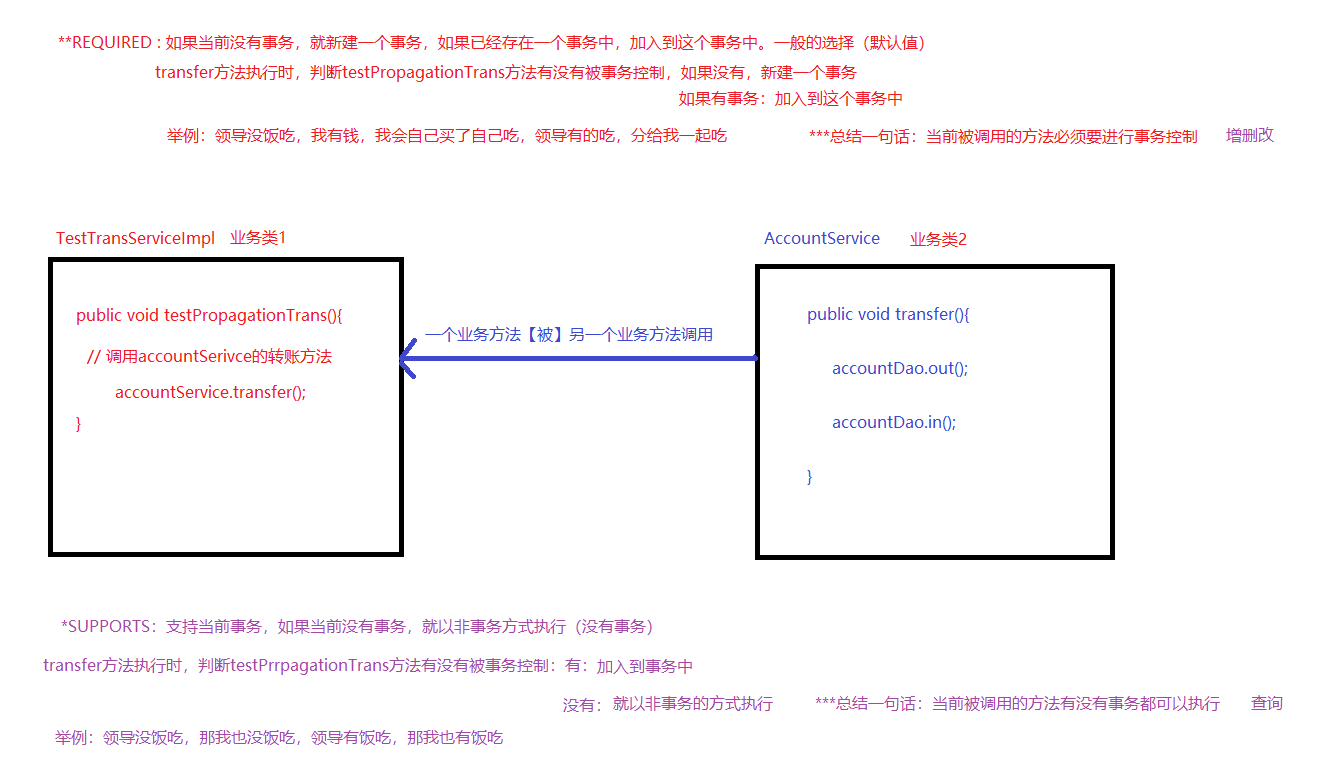 **REQUIRED : 如果当前没有事务，就新建一个事务，如果已经存在一个事务中，加入到这个事务中。一般的选择（默认值）
transfer方法执行时，判断testPropagationTrans方法有没有被事务控制，如果没有，新建一个事务
如果有事务：加入到这个事务中
举例：领导没饭吃，我有钱，我会自己买了自己吃，领导有的吃，分给我一起吃 ***总结一句话：当前被调用的方法必须要进行事务控制 增删改
TestTransServiceImpl 业务类1
AccountService 业务类2
public void testPropagationTrans(){
// 调用accountSerivce的转账方法
accountService.transfer();
}
一个业务方法【被】另一个业务方法调用
public void transfer(){
accountDao.out();
accountDao.in();
}
*SUPPORTS：支持当前事务，如果当前没有事务，就以非事务方式执行（没有事务）
transfer方法执行时，判断testPrrpagationTrans方法有没有被事务控制：有：加入到事务中
没有：就以非事务的方式执行 ***总结一句话：当前被调用的方法有没有事务都可以执行 查询
举例：领导没饭吃，那我也没饭吃，领导有饭吃，那我也有饭吃